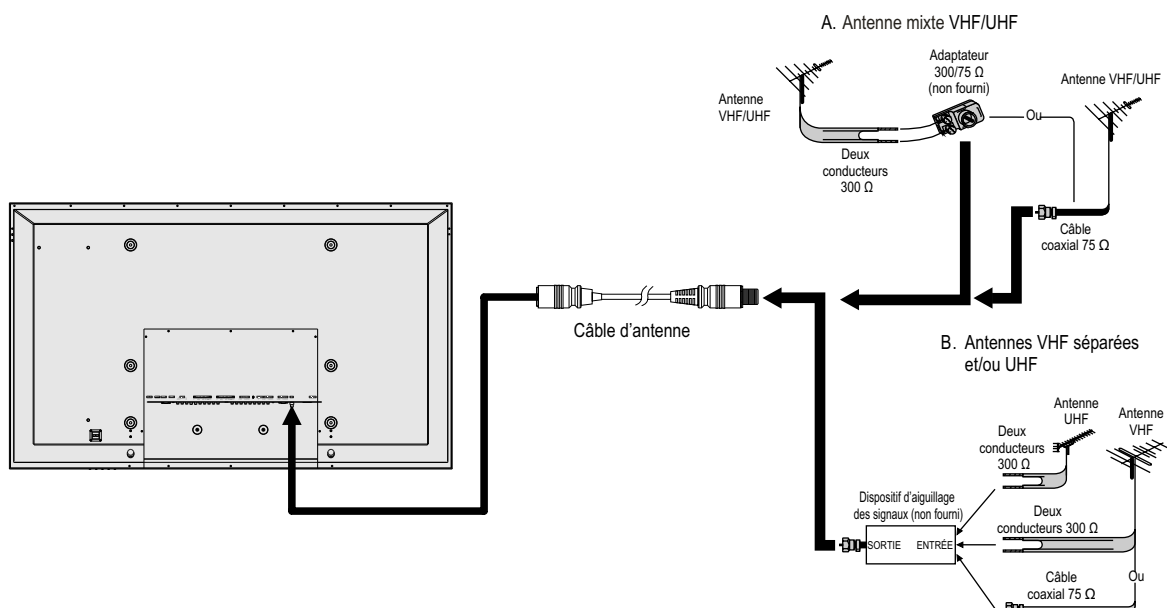 A. Antenne mixte VHF/UHF
Adaptateur
300/75 Ω
(non fourni)
Antenne VHF/UHF
Antenne
VHF/UHF
Ou
Deux
conducteurs
300 Ω
Câble
coaxial 75 Ω
Câble d'antenne
B. Antennes VHF séparées
et/ou UHF
Antenne
UHF
Antenne
VHF
Deux
conducteurs
300 Ω
Dispositif d'aiguillage
des signaux (non fourni)
Deux
conducteurs 300 Ω
SORTIE ENTRÉE
Câble
coaxial 75 Ω
Ou